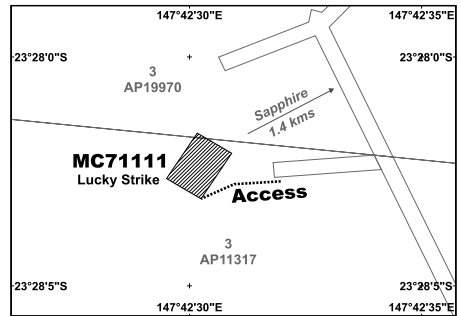 147°42'30"E 147°42'35"E
23°28'0"S 23°28'0"S
3
AP19970
Sapphire
1.4 kms
MC71111
Lucky Strike
Access
3
AP11317
23°28'5"S 23°28'5"S
147°42'30"E 147°42'35"E